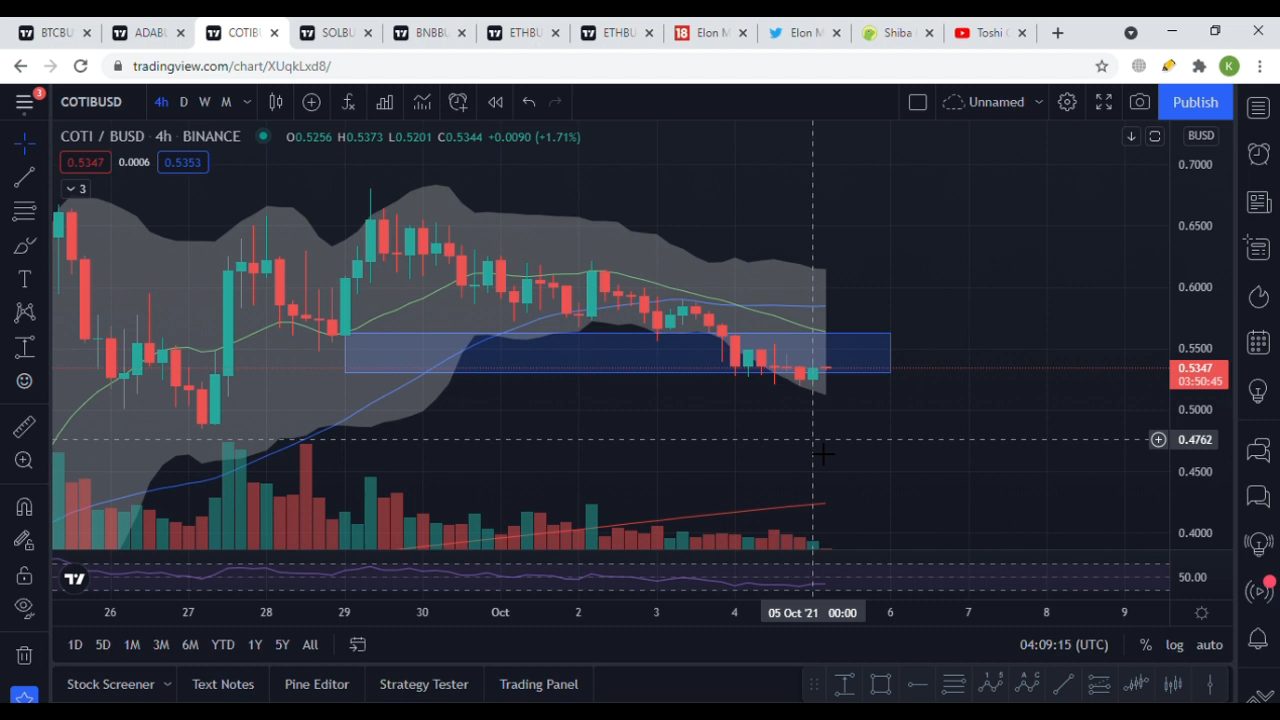 BTCBU ADABU COTIBU SOLBU BNBBU ETHBU ETHBU 18 Elon M Elon M Shiba Toshi
tradingview.com/chart/XUqkLxd8/ K
3 COTIBUSD 4h D W M Unnamed Publish
COTI / BUSD · 4h · BINANCE O0.5256 H0.5373 L0.5201 C0.5344 +0.0090 (+1.71%) BUSD
0.5347 0.0006 0.5353
3
0.7000
0.6500
0.6000
0.5500
0.5347
03:50:45
0.5000
0.4762
0.4500
0.4000
50.00
26 27 28 29 30 Oct 2 3 4 05 Oct '21 00:00 6 7 8 9
1D 5D 1M 3M 6M YTD 1Y 5Y All 04:09:15 (UTC) % log auto
Stock Screener Text Notes Pine Editor Strategy Tester Trading Panel